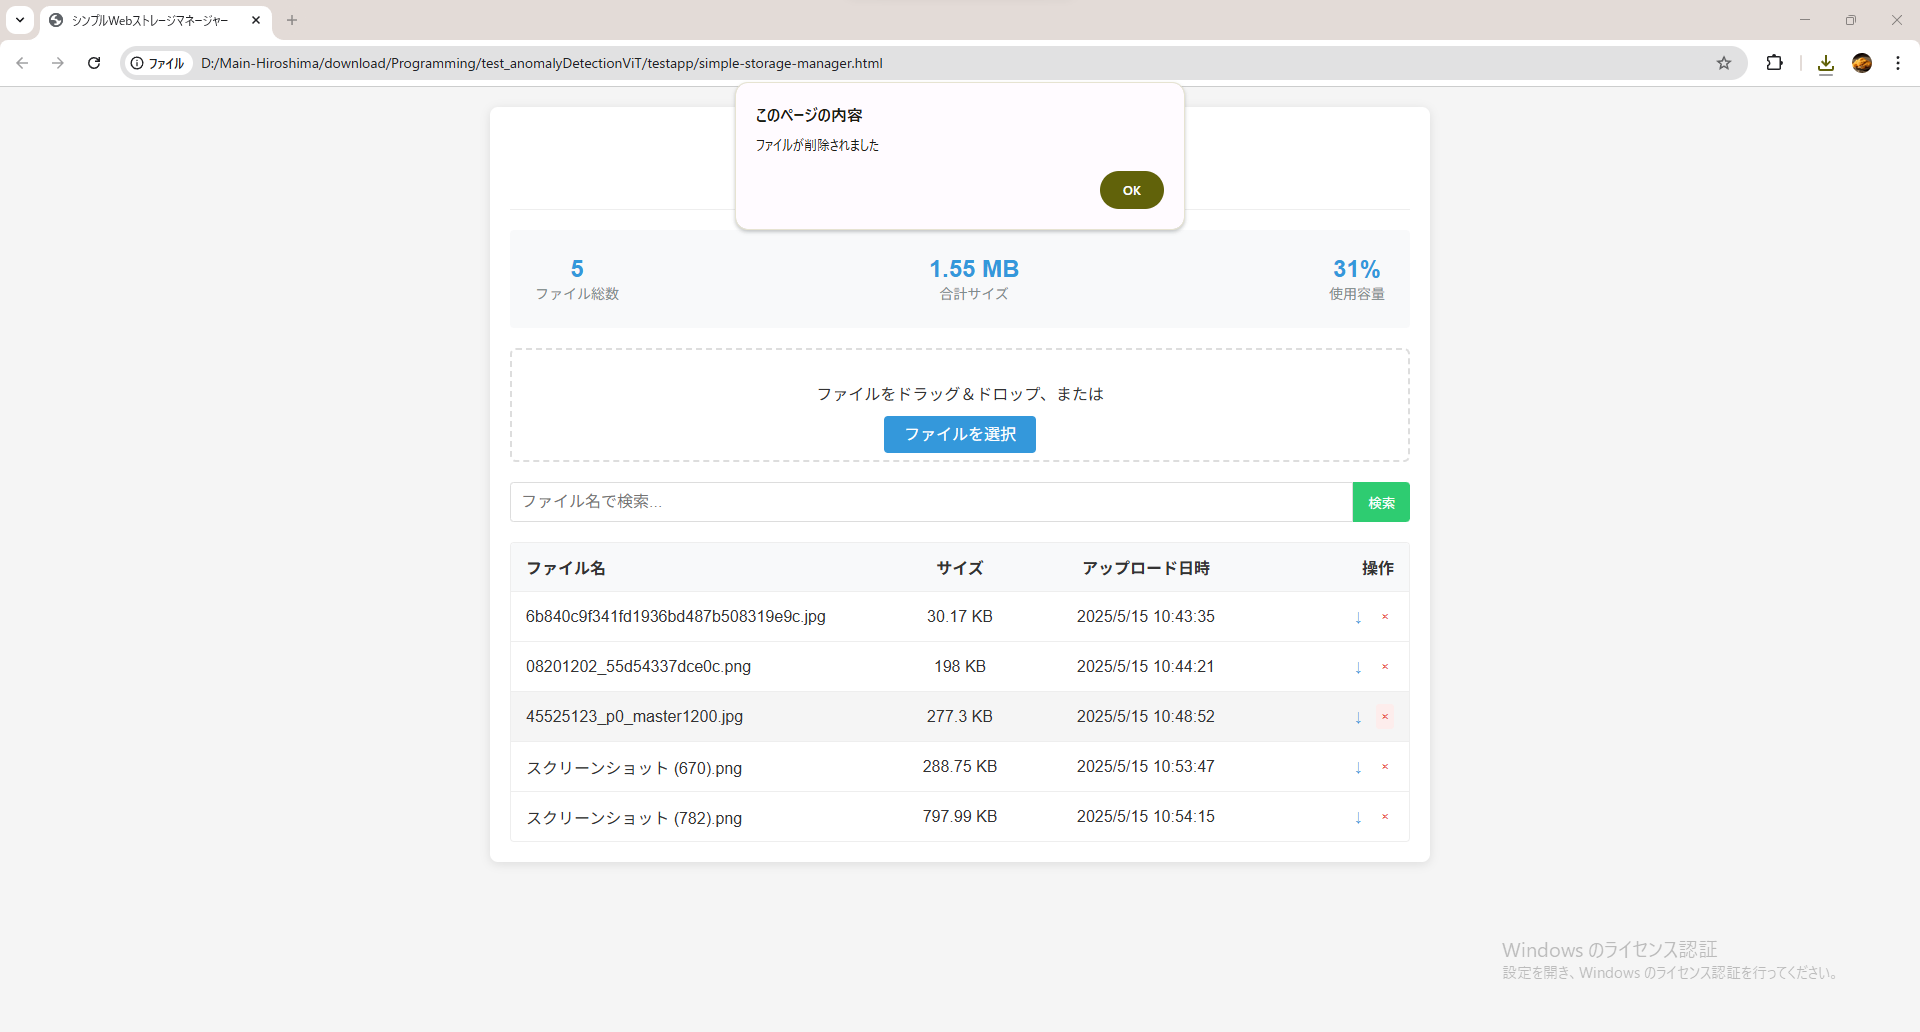 シンプルWebストレージマネージャー
ファイル
D:/Main-Hiroshima/download/Programming/test_anomalyDetectionViT/testapp/simple-storage-manager.html
このページの内容
ファイルが削除されました
OK
5
ファイル総数
1.55 MB
合計サイズ
31%
使用容量
ファイルをドラッグ＆ドロップ、または
ファイルを選択
ファイル名で検索...
検索
ファイル名 サイズ アップロード日時 操作
6b840c9f341fd1936bd487b508319e9c.jpg 30.17 KB 2025/5/15 10:43:35 ↓ ×
08201202_55d54337dce0c.png 198 KB 2025/5/15 10:44:21 ↓ ×
45525123_p0_master1200.jpg 277.3 KB 2025/5/15 10:48:52 ↓ ×
スクリーンショット (670).png 288.75 KB 2025/5/15 10:53:47 ↓ ×
スクリーンショット (782).png 797.99 KB 2025/5/15 10:54:15 ↓ ×
Windows のライセンス認証
設定を開き、Windows のライセンス認証を行ってください。